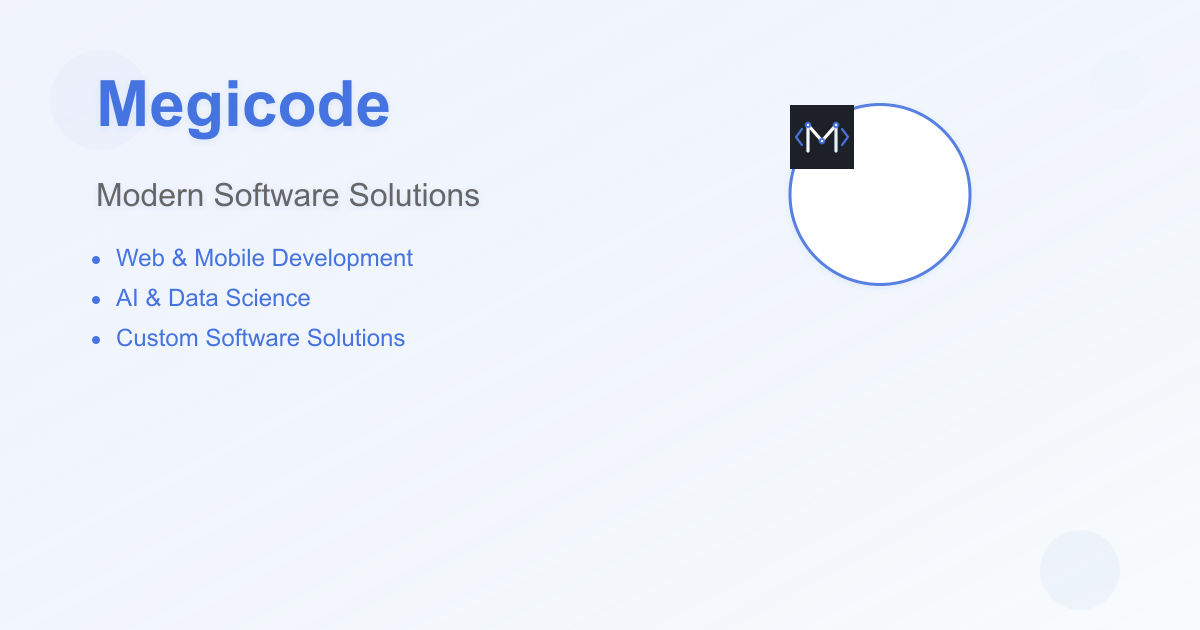 Megicode
<M>
Modern Software Solutions
Web & Mobile Development
AI & Data Science
Custom Software Solutions